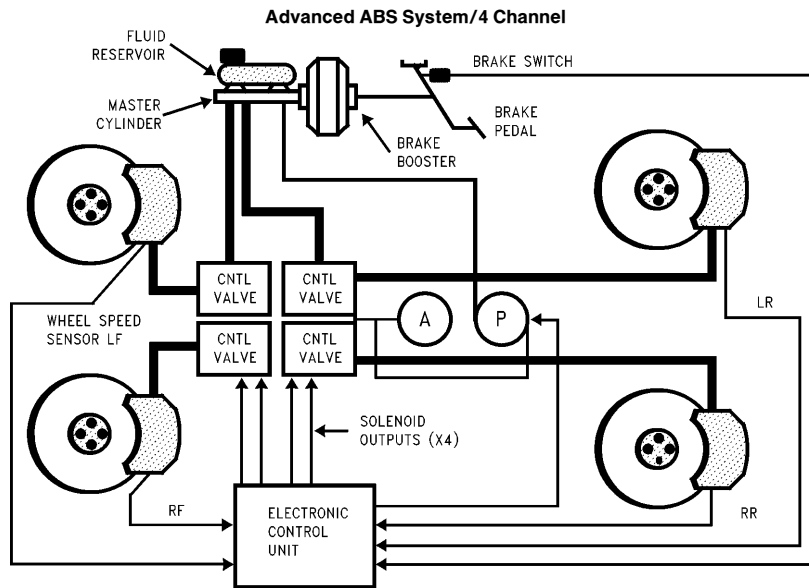 Advanced ABS System/4 Channel
FLUID
RESERVOIR
BRAKE SWITCH
MASTER
CYLINDER
BRAKE
PEDAL
BRAKE
BOOSTER
CNTL
VALVE
CNTL
VALVE
LR
WHEEL SPEED
SENSOR LF
A
P
CNTL
VALVE
CNTL
VALVE
SOLENOID
OUTPUTS (X4)
RF
ELECTRONIC
CONTROL
UNIT
RR